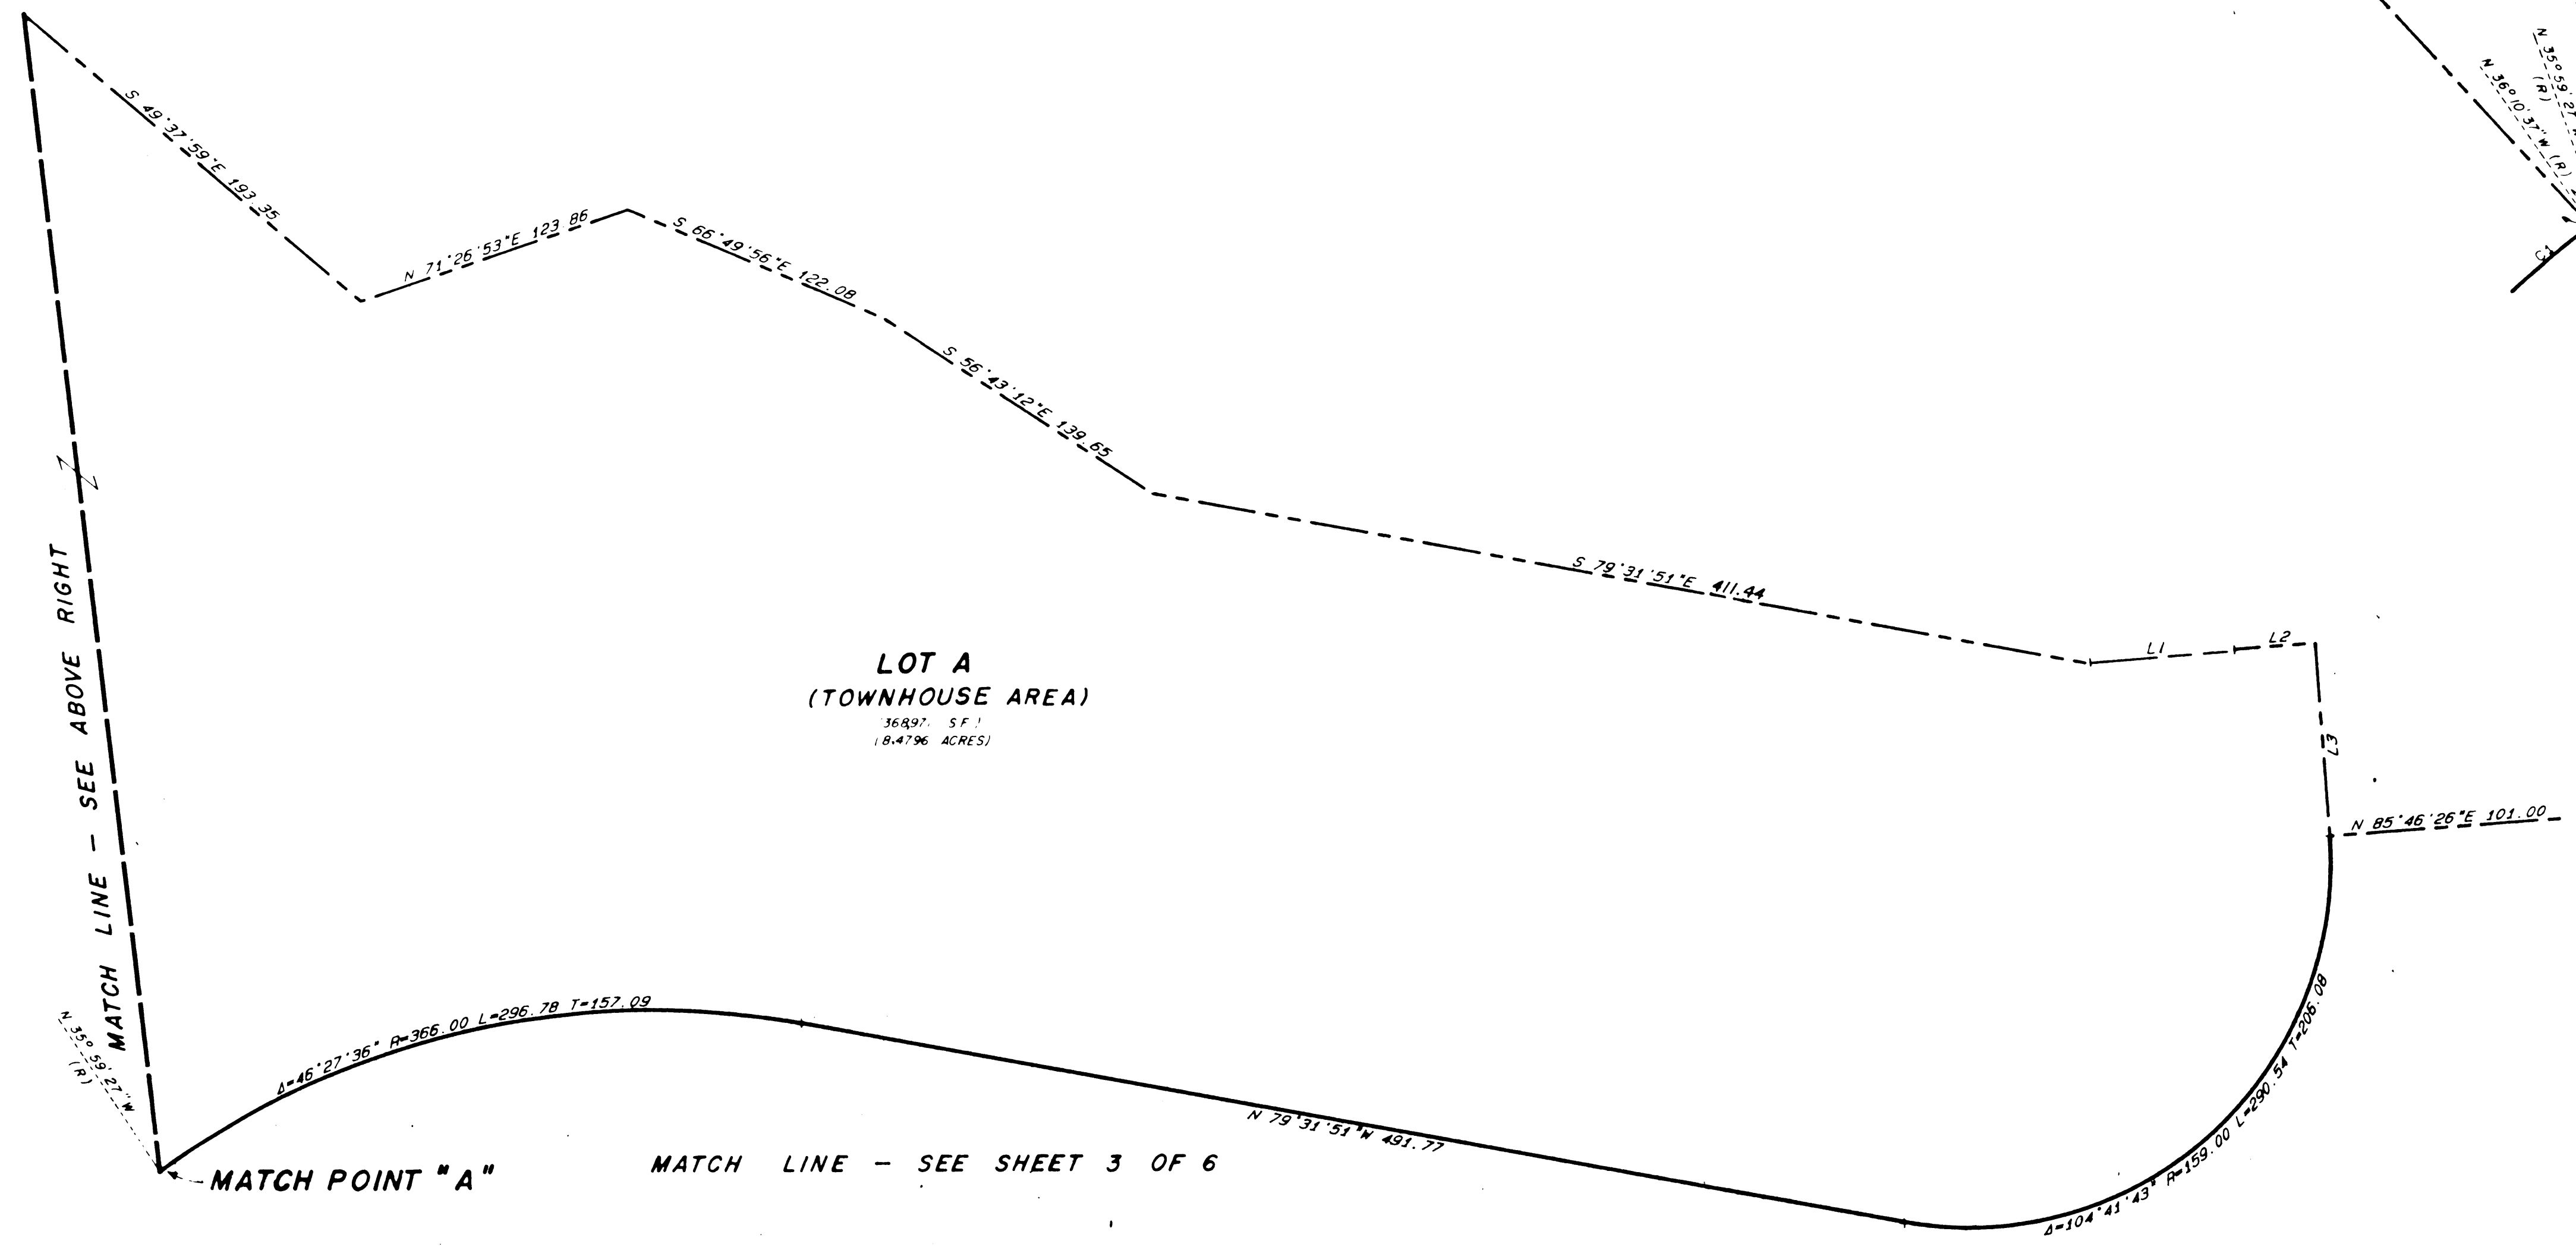 S 49°37'59"E 193.35
N 71°26'53"E 123.86
S 66°49'56"E 122.08
S 56°43'12"E 139.65
S 79°31'51"E 411.44
L1
L2
L3
N 85°46'26"E 101.00
N 36°10'37"W (R)
N 35°59'27"
(R)
C1
MATCH LINE - SEE ABOVE RIGHT
LOT A
(TOWNHOUSE AREA)
S F
(8.4796 ACRES)
N 35° 59' 27" W
(R)
Δ=46°27'36" R=366.00 L=296.78 T=157.09
N 79°31'51"W 491.77
Δ=104°41'43" R=159.00 L=290.54 T=206.08
MATCH POINT "A"
MATCH LINE - SEE SHEET 3 OF 6